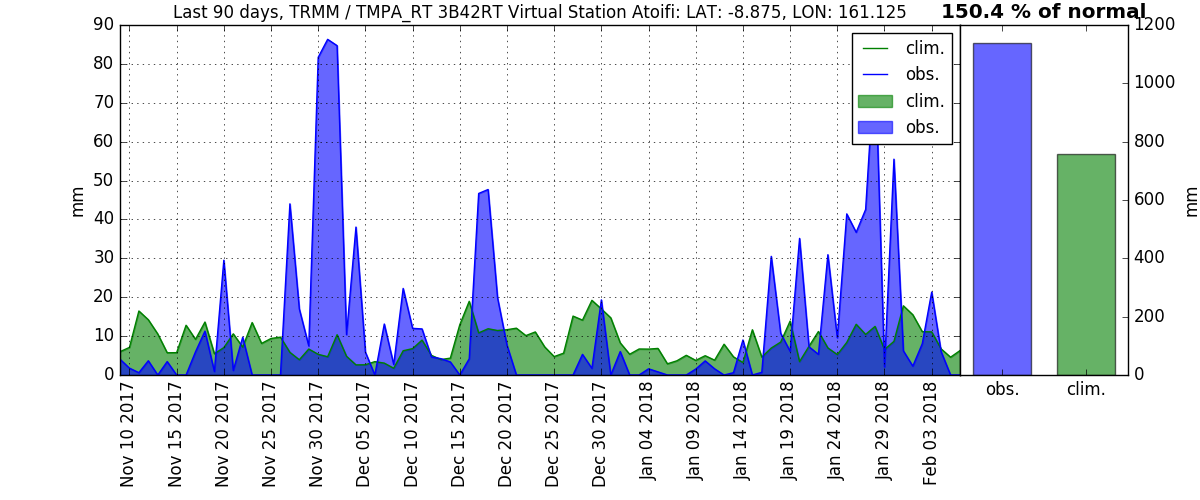 Last 90 days, TRMM / TMPA_RT 3B42RT Virtual Station Atoifi: LAT: -8.875, LON: 161.125
150.4 % of normal
90
80
70
60
50
40
30
20
10
0
mm
clim.
obs.
clim.
obs.
Nov 10 2017
Nov 15 2017
Nov 20 2017
Nov 25 2017
Nov 30 2017
Dec 05 2017
Dec 10 2017
Dec 15 2017
Dec 20 2017
Dec 25 2017
Dec 30 2017
Jan 04 2018
Jan 09 2018
Jan 14 2018
Jan 19 2018
Jan 24 2018
Jan 29 2018
Feb 03 2018
1200
1000
800
600
400
200
0
mm
obs.
clim.